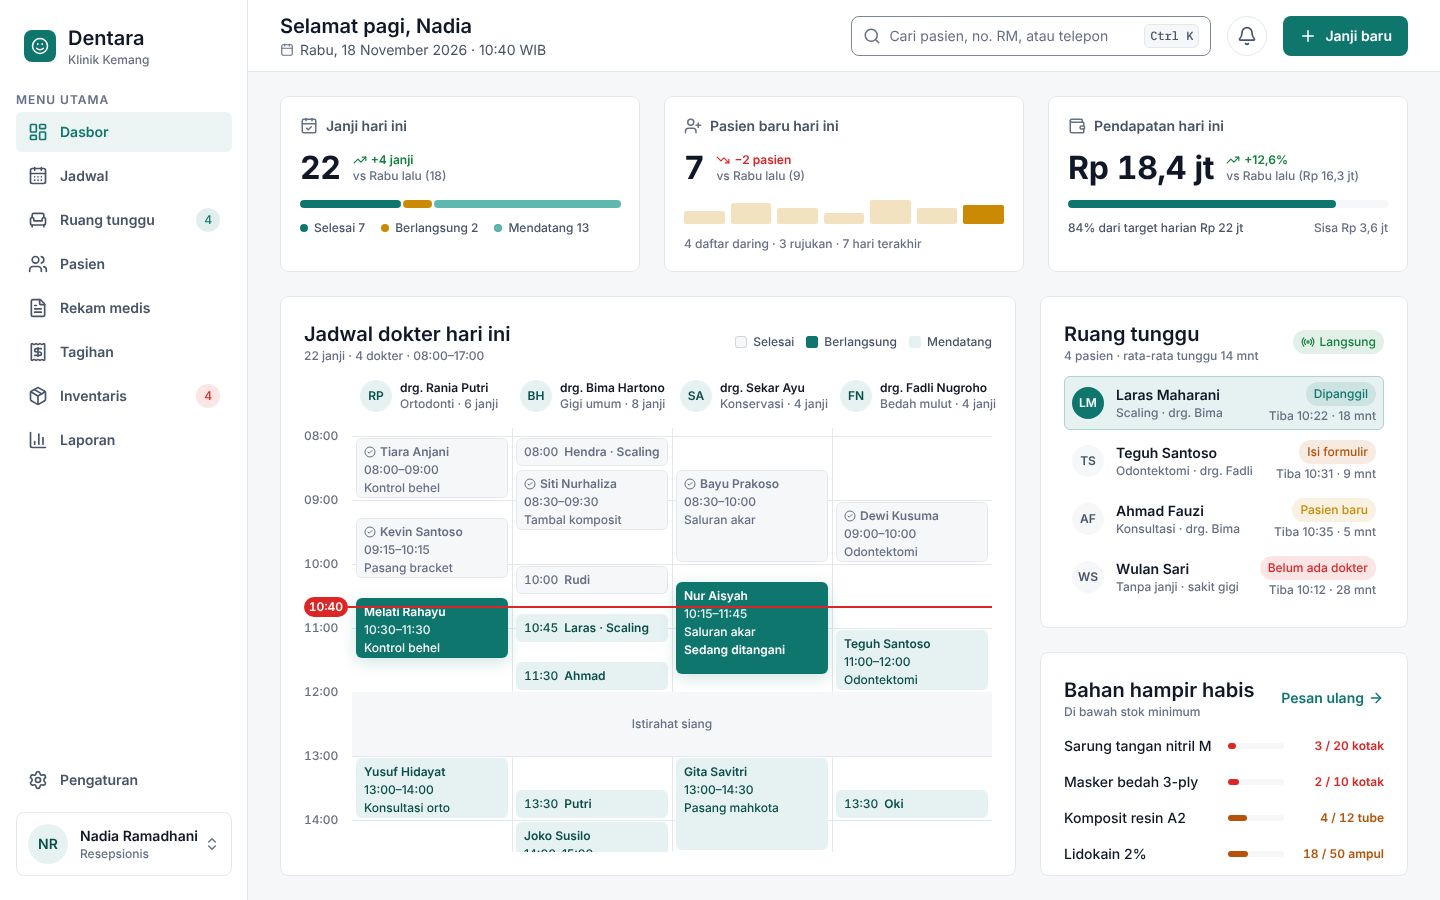 Dentara
Klinik Kemang
MENU UTAMA
Dasbor
Jadwal
Ruang tunggu 4
Pasien
Rekam medis
Tagihan
Inventaris 4
Laporan
Pengaturan
NR
Nadia Ramadhani
Resepsionis
Selamat pagi, Nadia
Rabu, 18 November 2026 · 10:40 WIB
Cari pasien, no. RM, atau telepon Ctrl K
Janji baru
Janji hari ini
22
+4 janji
vs Rabu lalu (18)
Selesai 7 Berlangsung 2 Mendatang 13
Pasien baru hari ini
7
−2 pasien
vs Rabu lalu (9)
4 daftar daring · 3 rujukan · 7 hari terakhir
Pendapatan hari ini
Rp 18,4 jt
+12,6%
vs Rabu lalu (Rp 16,3 jt)
84% dari target harian Rp 22 jt Sisa Rp 3,6 jt
Jadwal dokter hari ini
22 janji · 4 dokter · 08:00–17:00
Selesai Berlangsung Mendatang
RP
drg. Rania Putri
Ortodonti · 6 janji
BH
drg. Bima Hartono
Gigi umum · 8 janji
SA
drg. Sekar Ayu
Konservasi · 4 janji
FN
drg. Fadli Nugroho
Bedah mulut · 4 janji
08:00
09:00
10:00
10:40
11:00
12:00
13:00
14:00
Tiara Anjani
08:00–09:00
Kontrol behel
Kevin Santoso
09:15–10:15
Pasang bracket
Melati Rahayu
10:30–11:30
Kontrol behel
Yusuf Hidayat
13:00–14:00
Konsultasi orto
08:00 Hendra · Scaling
Siti Nurhaliza
08:30–09:30
Tambal komposit
10:00 Rudi
10:45 Laras · Scaling
11:30 Ahmad
13:30 Putri
Joko Susilo
14:00–15:00
Bayu Prakoso
08:30–10:00
Saluran akar
Nur Aisyah
10:15–11:45
Saluran akar
Sedang ditangani
Gita Savitri
13:00–14:30
Pasang mahkota
Dewi Kusuma
09:00–10:00
Odontektomi
Teguh Santoso
11:00–12:00
Odontektomi
13:30 Oki
Istirahat siang
Ruang tunggu
4 pasien · rata-rata tunggu 14 mnt
Langsung
LM
Laras Maharani
Scaling · drg. Bima
Dipanggil
Tiba 10:22 · 18 mnt
TS
Teguh Santoso
Odontektomi · drg. Fadli
Isi formulir
Tiba 10:31 · 9 mnt
AF
Ahmad Fauzi
Konsultasi · drg. Bima
Pasien baru
Tiba 10:35 · 5 mnt
WS
Wulan Sari
Tanpa janji · sakit gigi
Belum ada dokter
Tiba 10:12 · 28 mnt
Bahan hampir habis
Di bawah stok minimum
Pesan ulang
Sarung tangan nitril M 3 / 20 kotak
Masker bedah 3-ply 2 / 10 kotak
Komposit resin A2 4 / 12 tube
Lidokain 2% 18 / 50 ampul